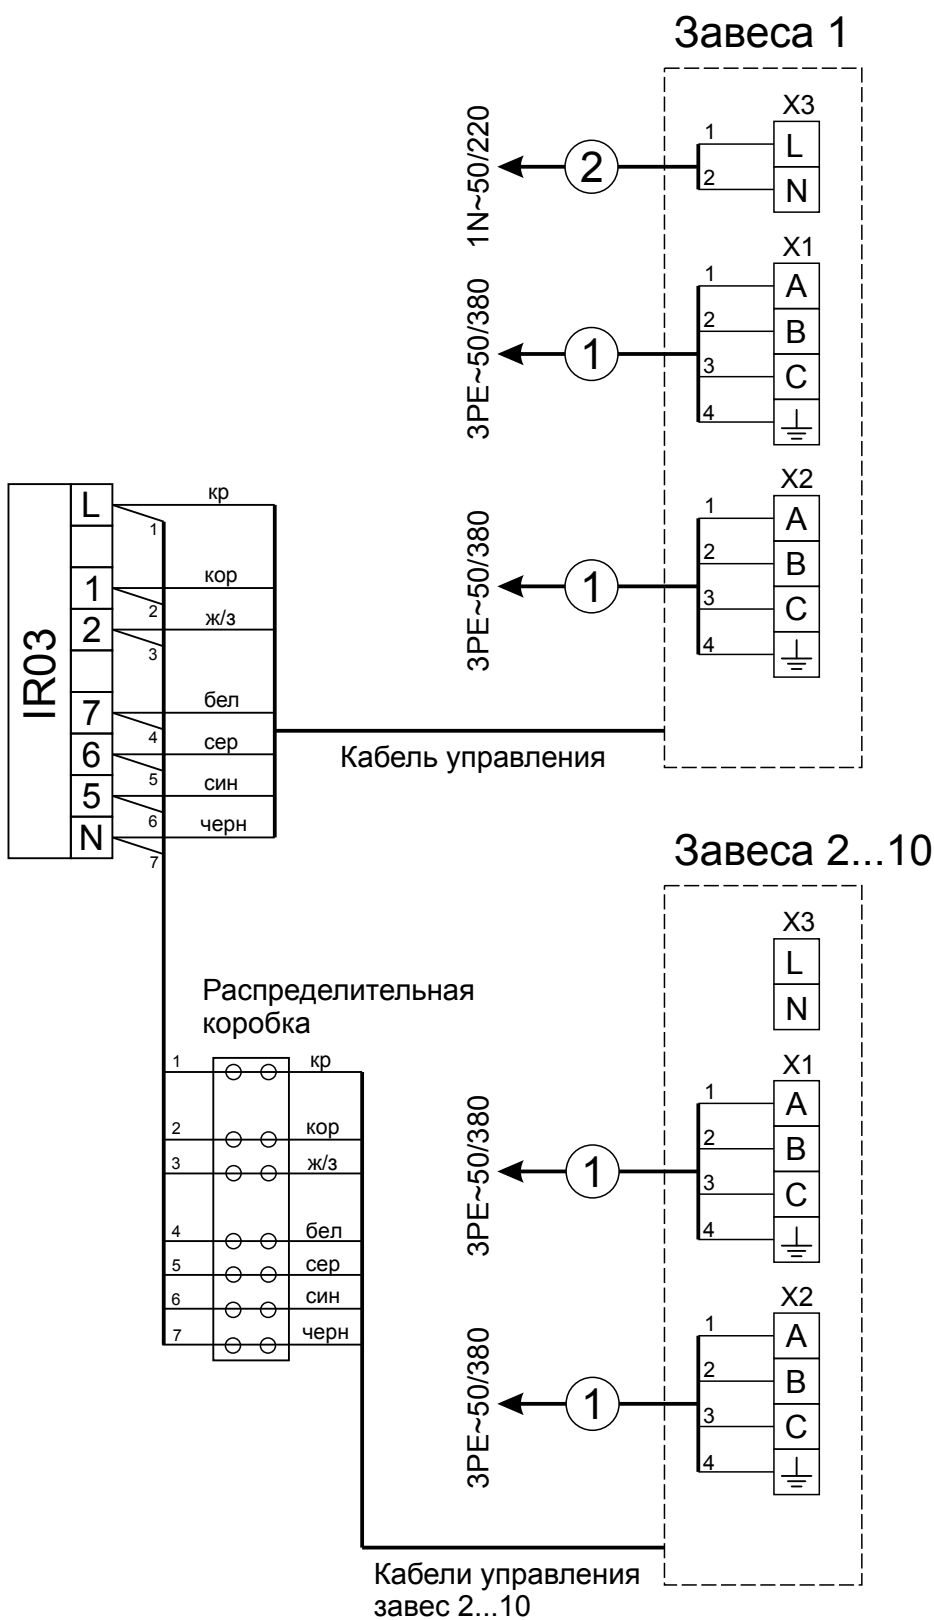 Завеса 1
X3
1
L
2
N
2
1N~50/220
X1
1
A
2
B
3
C
4
1
3PE~50/380
X2
1
A
2
B
3
C
4
1
3PE~50/380
IR03
L
1
2
7
6
5
N
кр
кор
ж/з
бел
сер
син
черн
1
2
3
4
5
6
7
Кабель управления
Завеса 2...10
X3
L
N
X1
1
A
2
B
3
C
4
1
3PE~50/380
X2
1
A
2
B
3
C
4
1
3PE~50/380
Распределительная
коробка
1
кр
2
кор
3
ж/з
4
бел
5
сер
6
син
7
черн
Кабели управления
завес 2...10